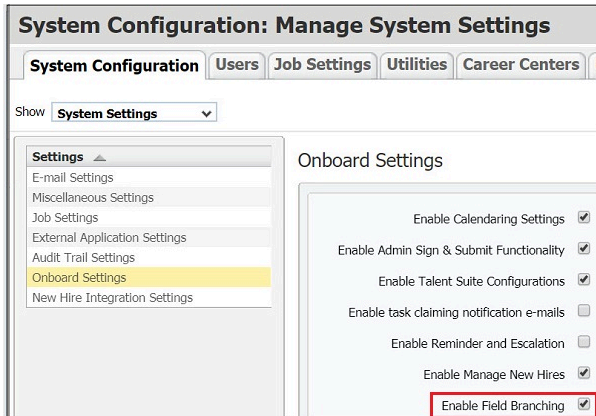 System Configuration: Manage System Settings
System Configuration Users Job Settings Utilities Career Centers
Show System Settings
Settings
E-mail Settings
Miscellaneous Settings
Job Settings
External Application Settings
Audit Trail Settings
Onboard Settings
New Hire Integration Settings
Onboard Settings
Enable Calendaring Settings
Enable Admin Sign & Submit Functionality
Enable Talent Suite Configurations
Enable task claiming notification e-mails
Enable Reminder and Escalation
Enable Manage New Hires
Enable Field Branching